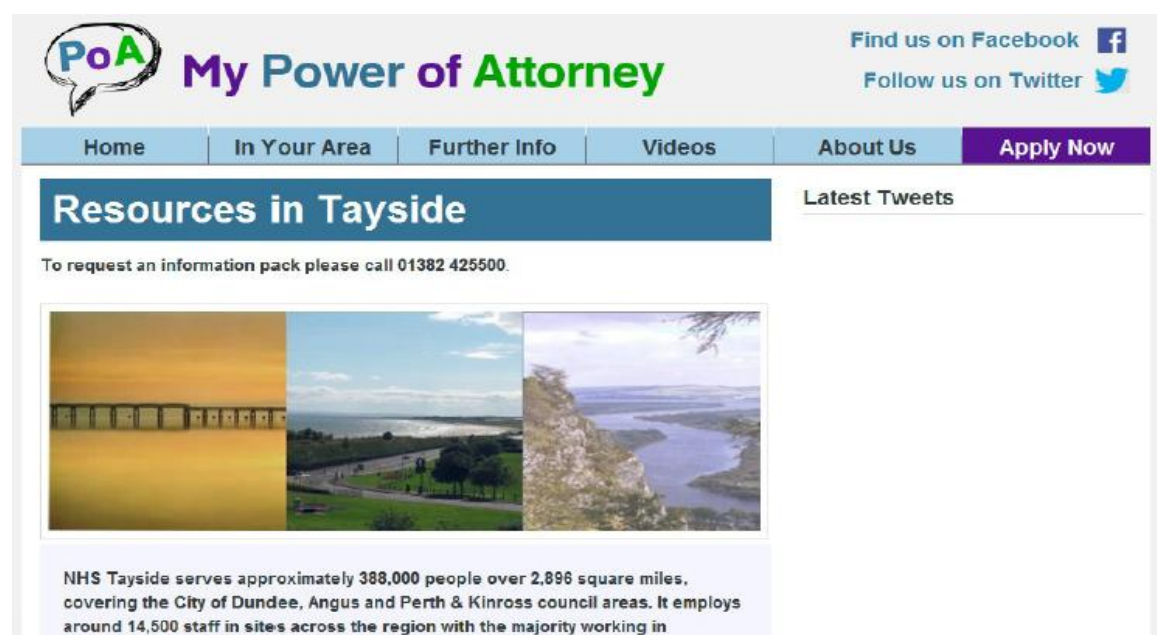 PoA
My Power of Attorney
Find us on Facebook
Follow us on Twitter
Home
In Your Area
Further Info
Videos
About Us
Apply Now
Resources in Tayside
Latest Tweets
To request an information pack please call 01382 425500.
NHS Tayside serves approximately 388,000 people over 2,896 square miles,
covering the City of Dundee, Angus and Perth & Kinross council areas. It employs
around 14,500 staff in sites across the region with the majority working in